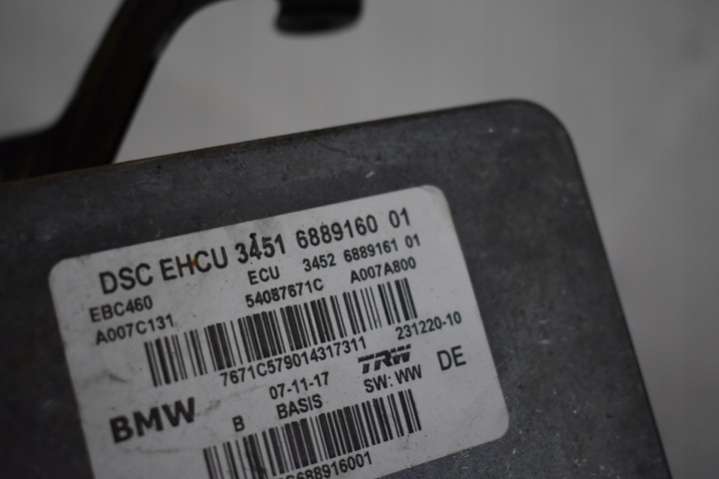 DSC EHCU 3451 6889160 01
EBC460 ECU 3452 6889161 01
A007C131 54087671C A007A800
7671C579014317311 231220-10
07-11-17 TRW DE
BMW B BASIS SW: WW
688916001